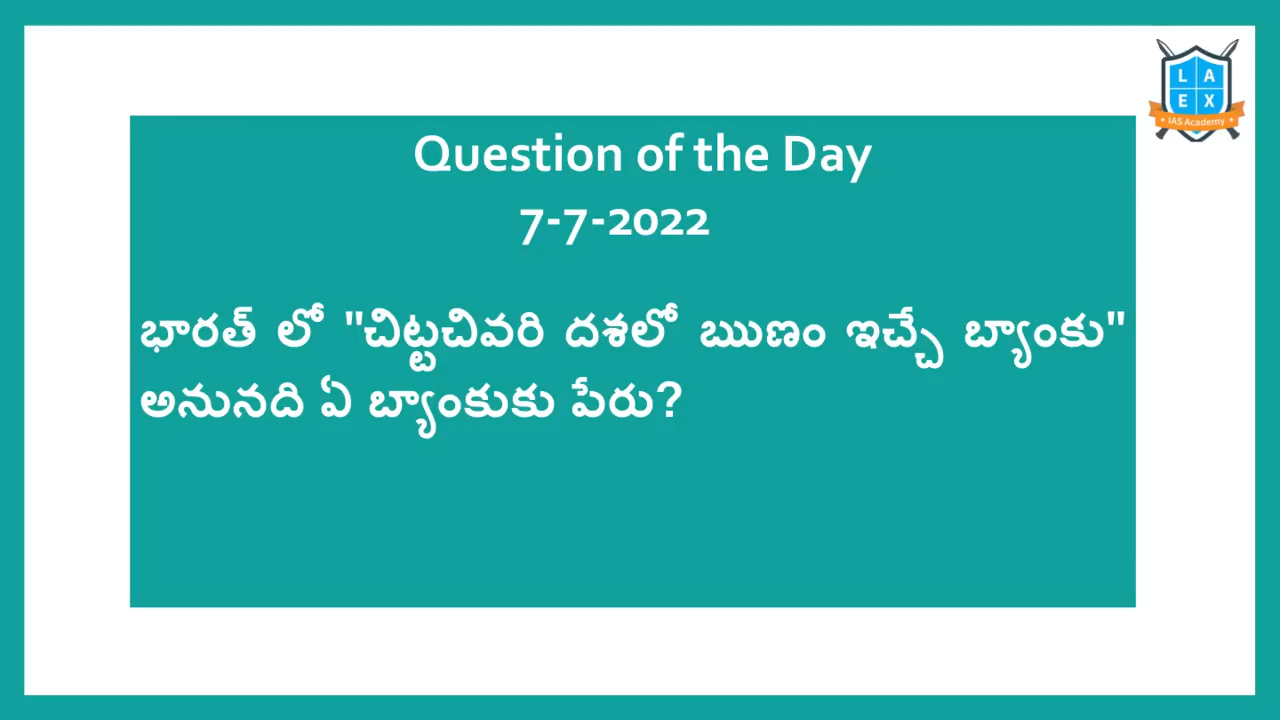 L A
E X
IAS Academy
Question of the Day
7-7-2022
భారత్ లో "చిట్టచివరి దశలో ఋణం ఇచ్చే బ్యాంకు"
అనునది ఏ బ్యాంకుకు పేరు?